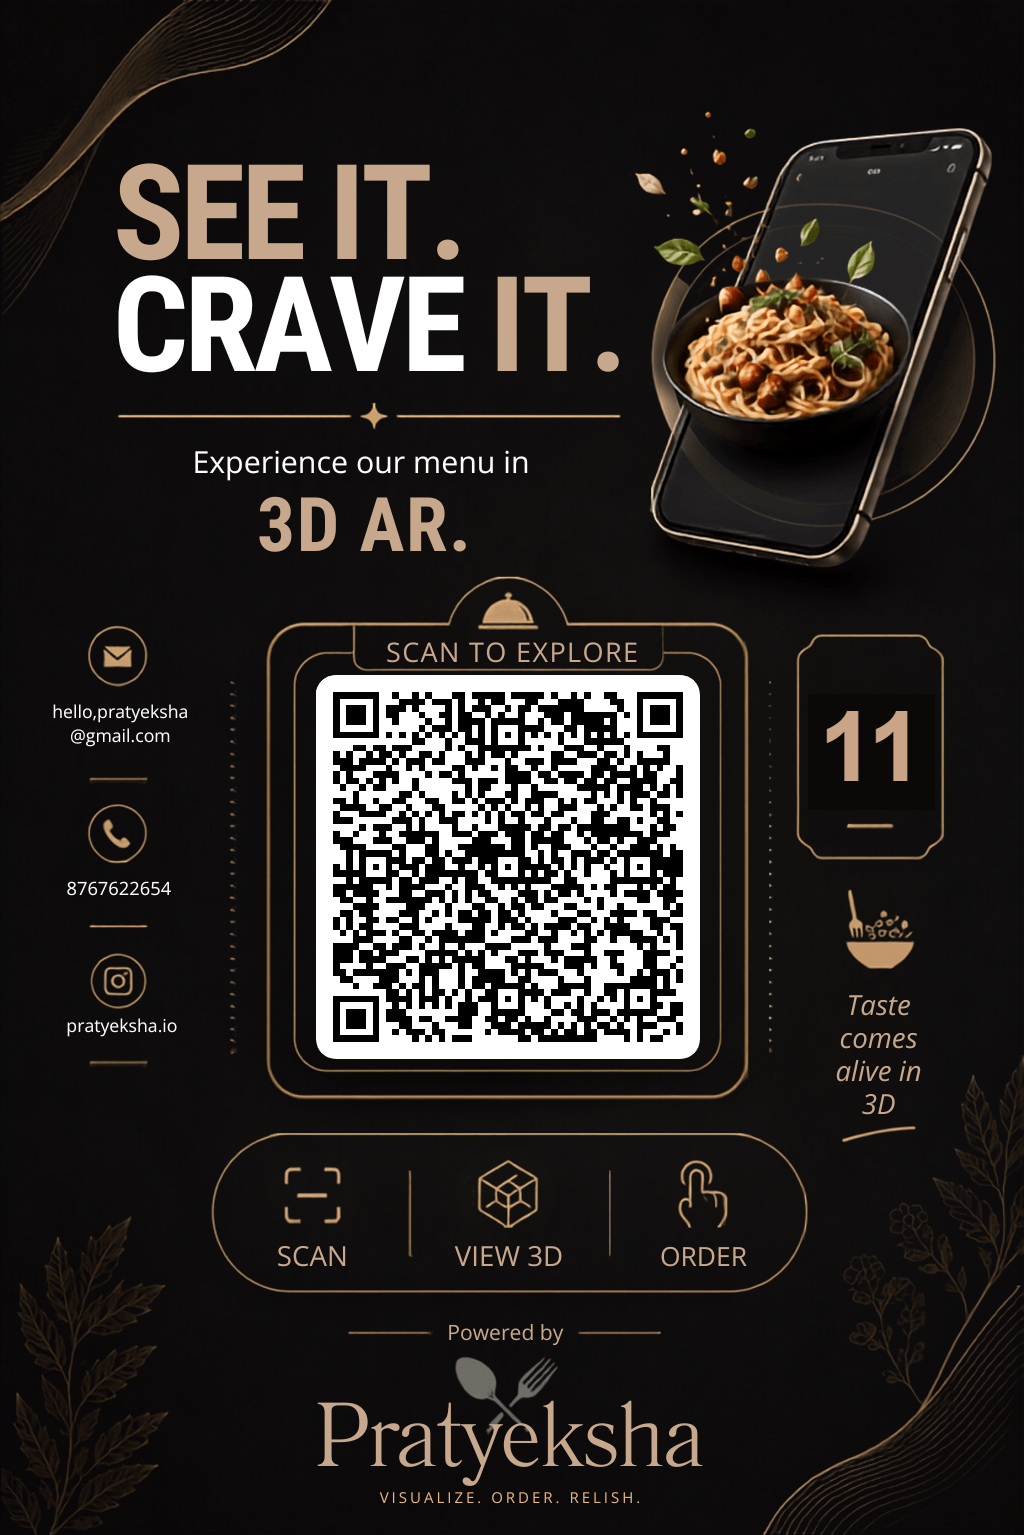 SEE IT.
CRAVE IT.
Experience our menu in
3D AR.
SCAN TO EXPLORE
hello,pratyeksha
@gmail.com
8767622654
pratyeksha.io
11
Taste
comes
alive in
3D
SCAN
VIEW 3D
ORDER
Powered by
Pratyeksha
VISUALIZE. ORDER. RELISH.